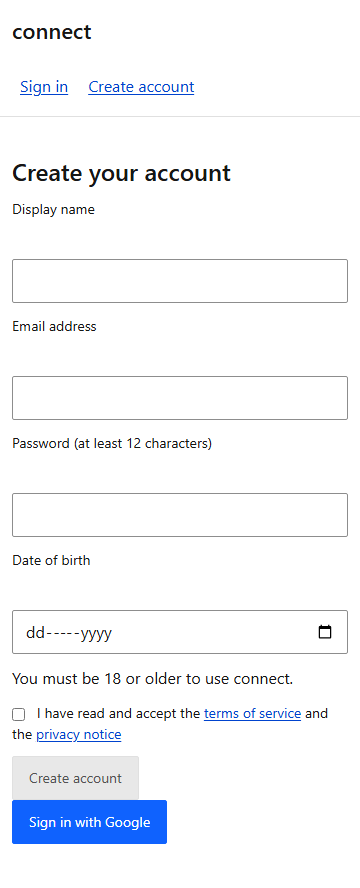 connect
Sign in Create account
Create your account
Display name
Email address
Password (at least 12 characters)
Date of birth
dd-----yyyy
You must be 18 or older to use connect.
I have read and accept the terms of service and
the privacy notice
Create account
Sign in with Google